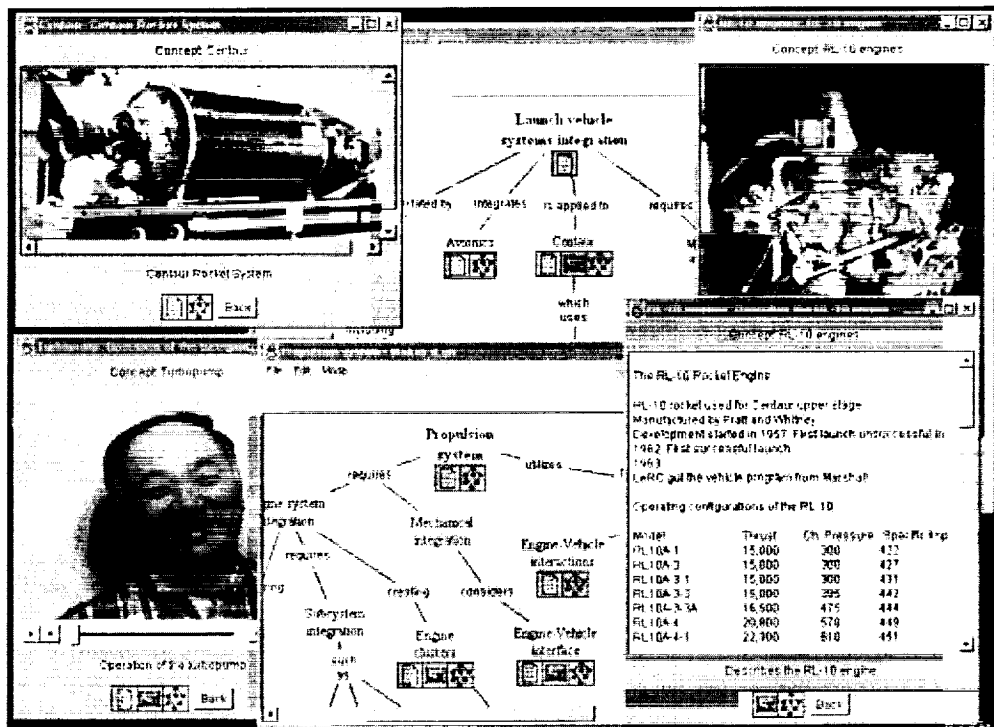 Centaur: Centaur Rocket System
Concept: Centaur
Centaur Rocket System
Back
Launch vehicle
systems integration
integrates
is applied to
requires
Avionics
Centaur
which
uses
Concept RL-10 engines
Concept Turbopump
Operation of the turbopump
Back
File Edit
Propulsion
system
requires
utilizes
Mechanical
integration
requires
creating
considers
Engine-Vehicle
interactions
Subsystem
integration
Engine
clusters
Engine-Vehicle
interface
such
as
Concept RL-10 engines
The RL-10 Rocket Engine
RL-10 rocket used for Centaur upper stage
Manufactured by Pratt and Whitney
Development started in 1957. First launch unsuccessful in
1962. First successful launch
1963
LeRC got the vehicle program from Marshall
Operating configurations of the RL-10
Model Thrust Ch. Pressure Specific Imp
RL10A-1 15,000 300 422
RL10A-3 15,000 300 427
RL10A-3-1 15,000 300 431
RL10A-3-3 15,000 395 442
RL10A-3-3A 16,500 475 444
RL10A-4 20,800 570 449
RL10A-4-1 22,300 610 451
Describes the RL-10 engine
Back